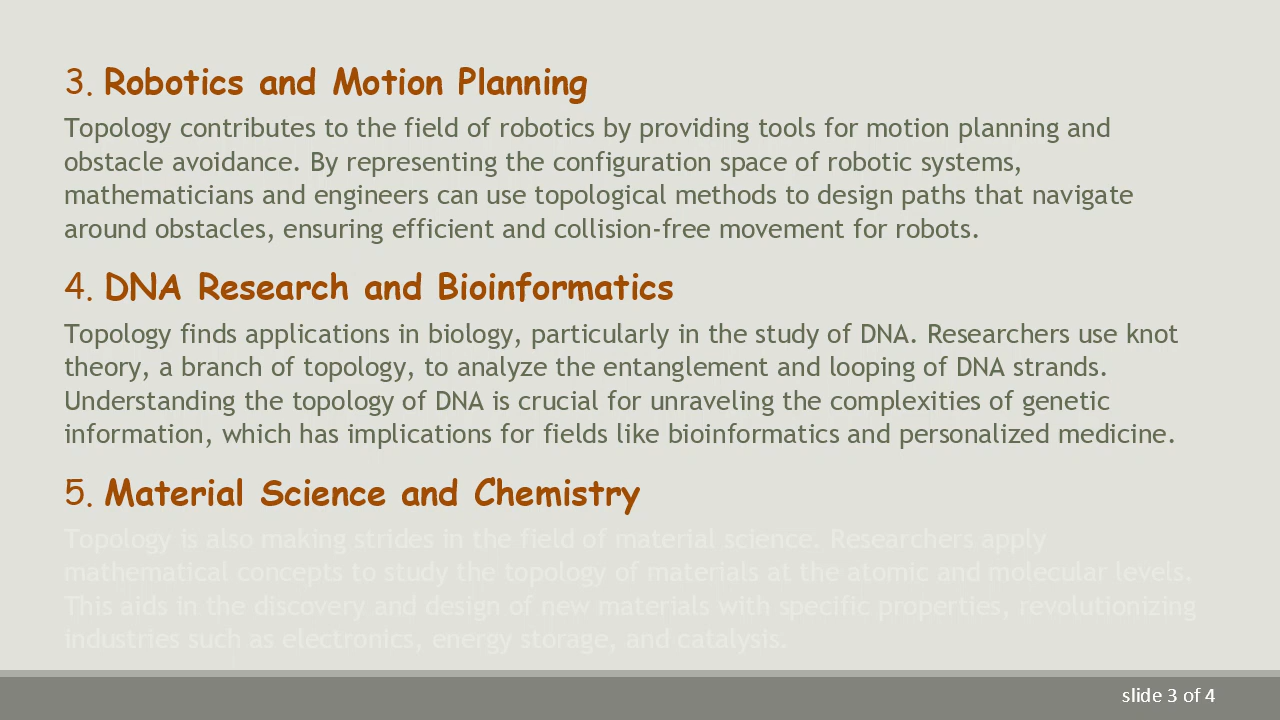 3. Robotics and Motion Planning
Topology contributes to the field of robotics by providing tools for motion planning and
obstacle avoidance. By representing the configuration space of robotic systems,
mathematicians and engineers can use topological methods to design paths that navigate
around obstacles, ensuring efficient and collision-free movement for robots.
4. DNA Research and Bioinformatics
Topology finds applications in biology, particularly in the study of DNA. Researchers use knot
theory, a branch of topology, to analyze the entanglement and looping of DNA strands.
Understanding the topology of DNA is crucial for unraveling the complexities of genetic
information, which has implications for fields like bioinformatics and personalized medicine.
5. Material Science and Chemistry
Topology is also making strides in the field of material science. Researchers apply
mathematical concepts to study the topology of materials at the atomic and molecular levels.
This aids in the discovery and design of new materials with specific properties, revolutionizing
industries such as electronics, energy storage, and catalysis.
slide 3 of 4